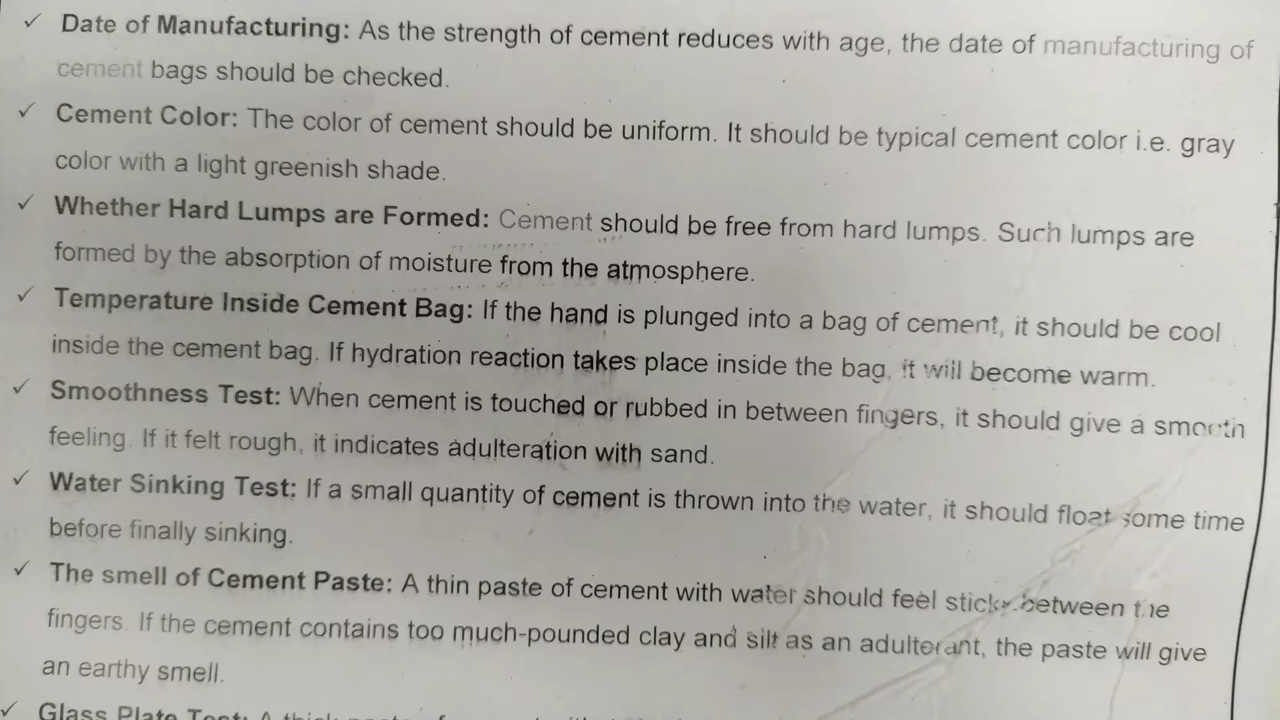 ✓ Date of Manufacturing: As the strength of cement reduces with age, the date of manufacturing of
cement bags should be checked.
✓ Cement Color: The color of cement should be uniform. It should be typical cement color i.e. gray
color with a light greenish shade.
✓ Whether Hard Lumps are Formed: Cement should be free from hard lumps. Such lumps are
formed by the absorption of moisture from the atmosphere.
✓ Temperature Inside Cement Bag: If the hand is plunged into a bag of cement, it should be cool
inside the cement bag. If hydration reaction takes place inside the bag, it will become warm.
✓ Smoothness Test: When cement is touched or rubbed in between fingers, it should give a smooth
feeling. If it felt rough, it indicates adulteration with sand.
✓ Water Sinking Test: If a small quantity of cement is thrown into the water, it should float some time
before finally sinking.
✓ The smell of Cement Paste: A thin paste of cement with water should feel sticky between the
fingers. If the cement contains too much-pounded clay and silt as an adulterant, the paste will give
an earthy smell.
✓ Glass Plate Test: A thick